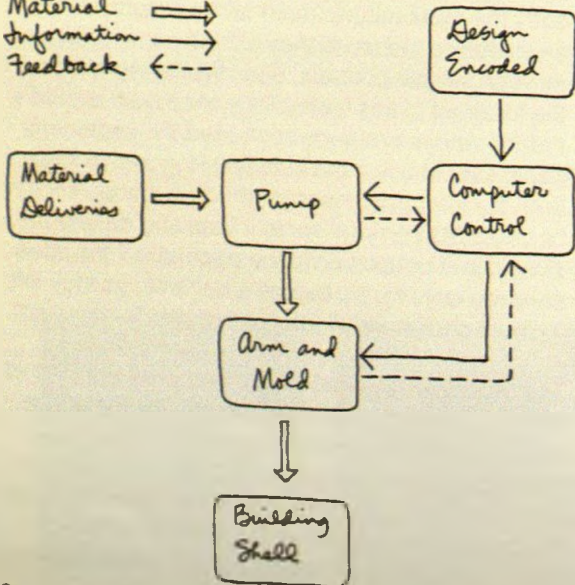 Material
Information
Feedback
Design
Encoded
Material
Deliveries
Pump
Computer
Control
Arm and
Mold
Building
Shell